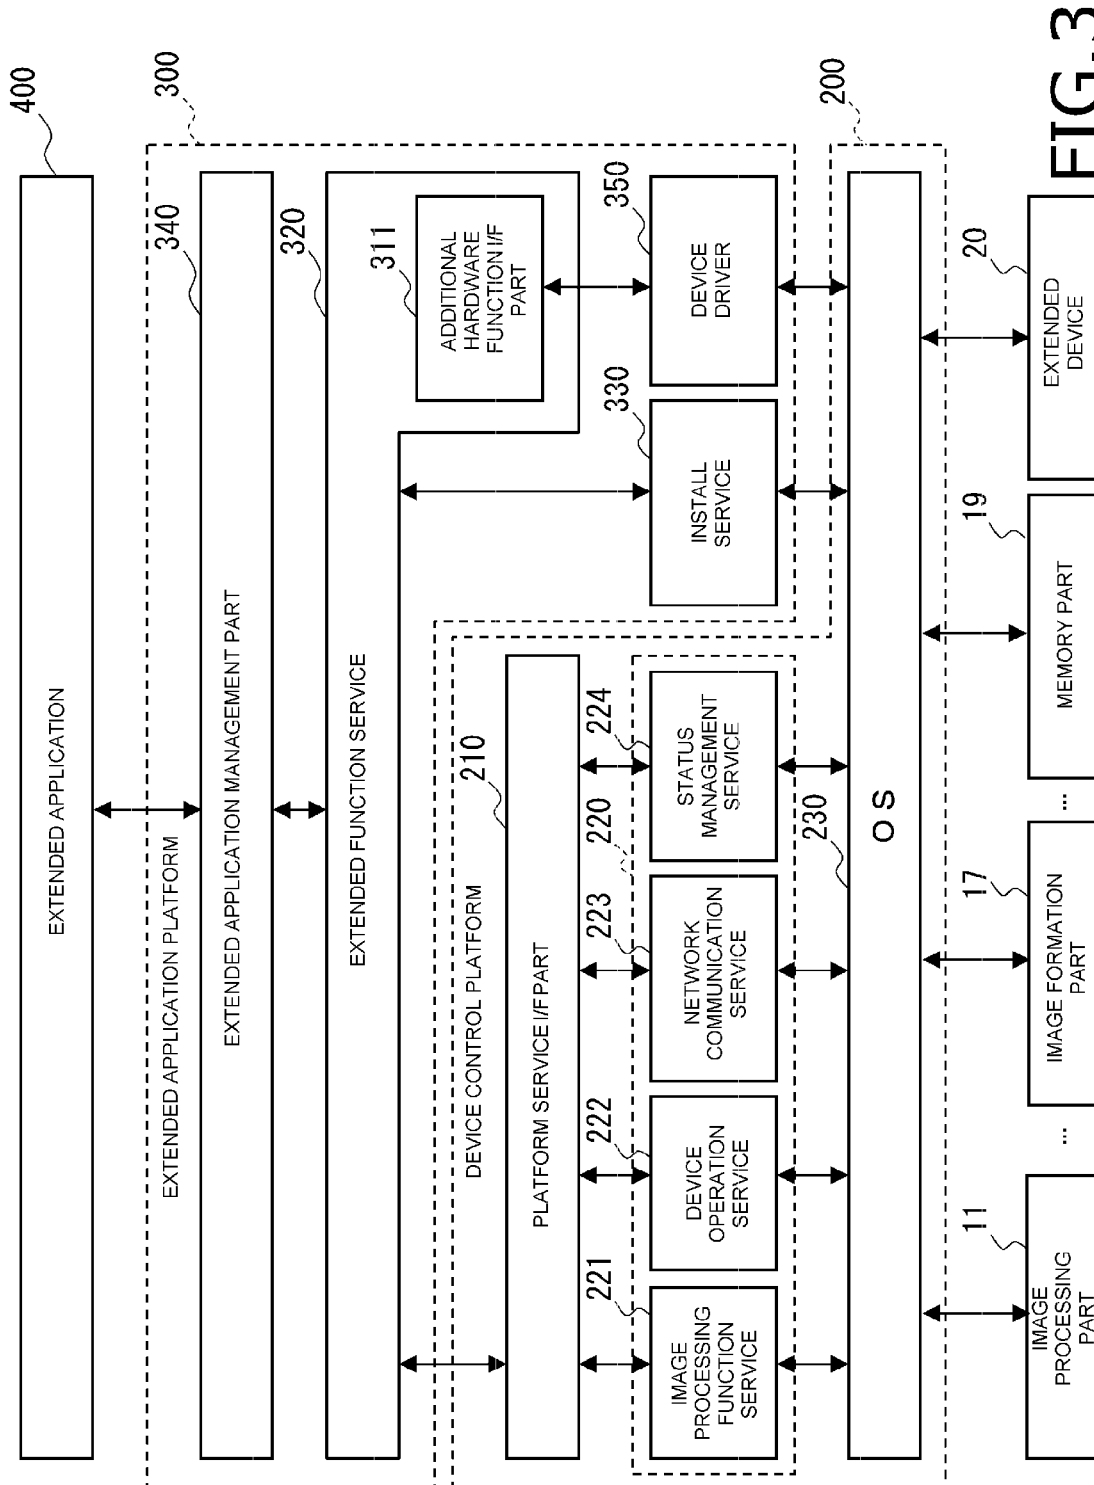 FIG.3
400
EXTENDED APPLICATION
300
EXTENDED APPLICATION PLATFORM
340
EXTENDED APPLICATION MANAGEMENT PART
320
EXTENDED FUNCTION SERVICE
311
ADDITIONAL
HARDWARE
FUNCTION I/F
PART
DEVICE CONTROL PLATFORM
210
PLATFORM SERVICE I/F PART
220
221
IMAGE
PROCESSING
FUNCTION
SERVICE
222
DEVICE
OPERATION
SERVICE
223
NETWORK
COMMUNICATION
SERVICE
224
STATUS
MANAGEMENT
SERVICE
330
INSTALL
SERVICE
350
DEVICE
DRIVER
200
230
OS
11
IMAGE
PROCESSING
PART
...
17
IMAGE FORMATION
PART
...
19
MEMORY PART
20
EXTENDED
DEVICE